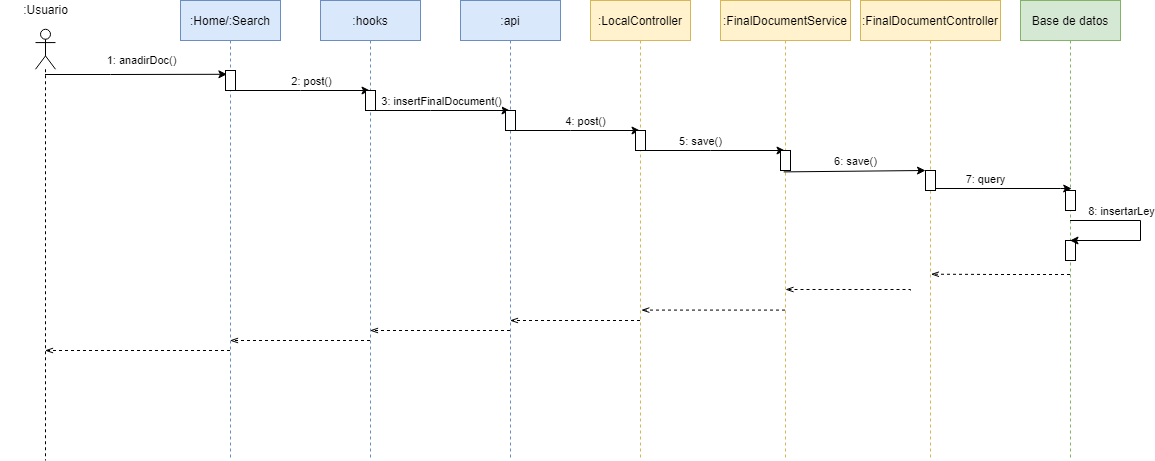 :Usuario
:Home/:Search
:hooks
:api
:LocalController
:FinalDocumentService
:FinalDocumentController
Base de datos
1: anadirDoc()
2: post()
3: insertFinalDocument()
4: post()
5: save()
6: save()
7: query
8: insertarLey